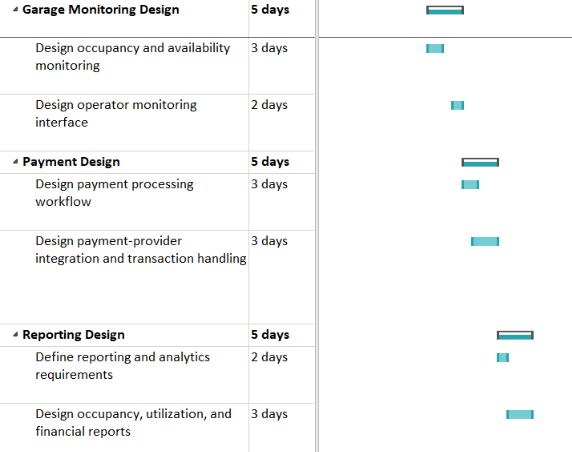 Garage Monitoring Design 5 days
Design occupancy and availability 3 days
monitoring
Design operator monitoring 2 days
interface
Payment Design 5 days
Design payment processing 3 days
workflow
Design payment-provider 3 days
integration and transaction handling
Reporting Design 5 days
Define reporting and analytics 2 days
requirements
Design occupancy, utilization, and 3 days
financial reports